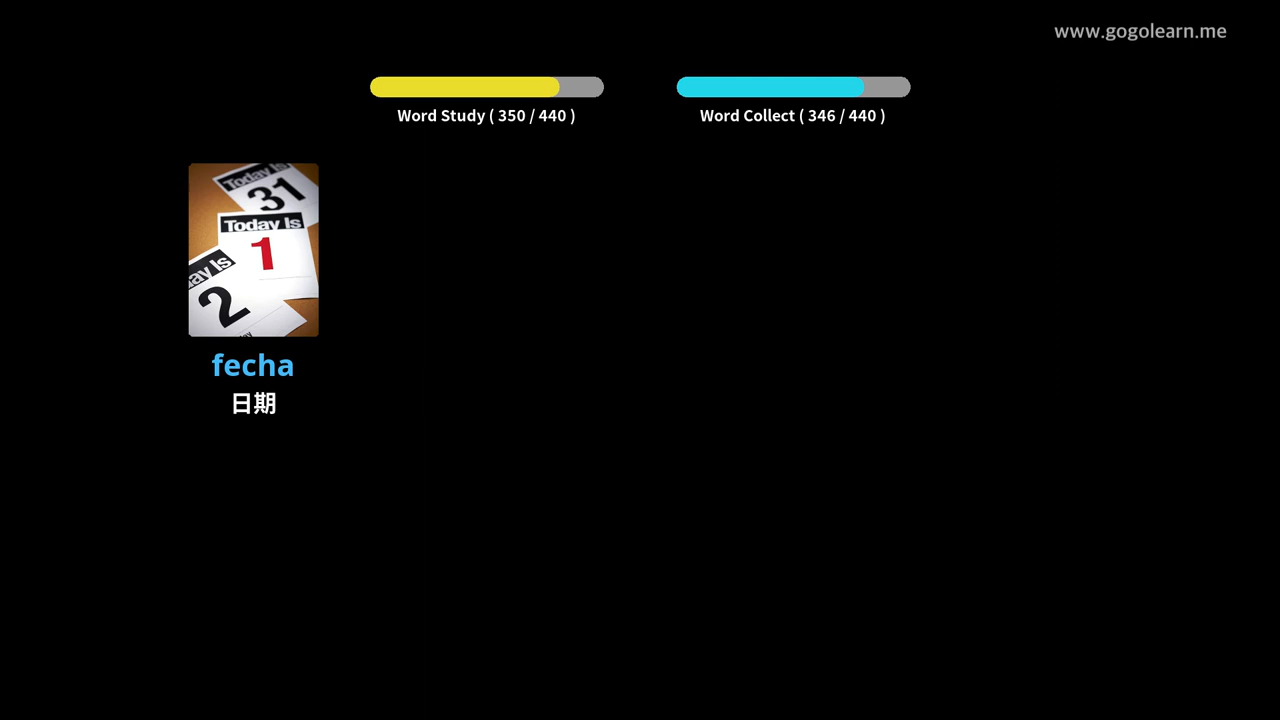 www.gogolearn.me
Word Study ( 350 / 440 )
Word Collect ( 346 / 440 )
Today Is
31
Today Is
1
ay Is
2
fecha
日期